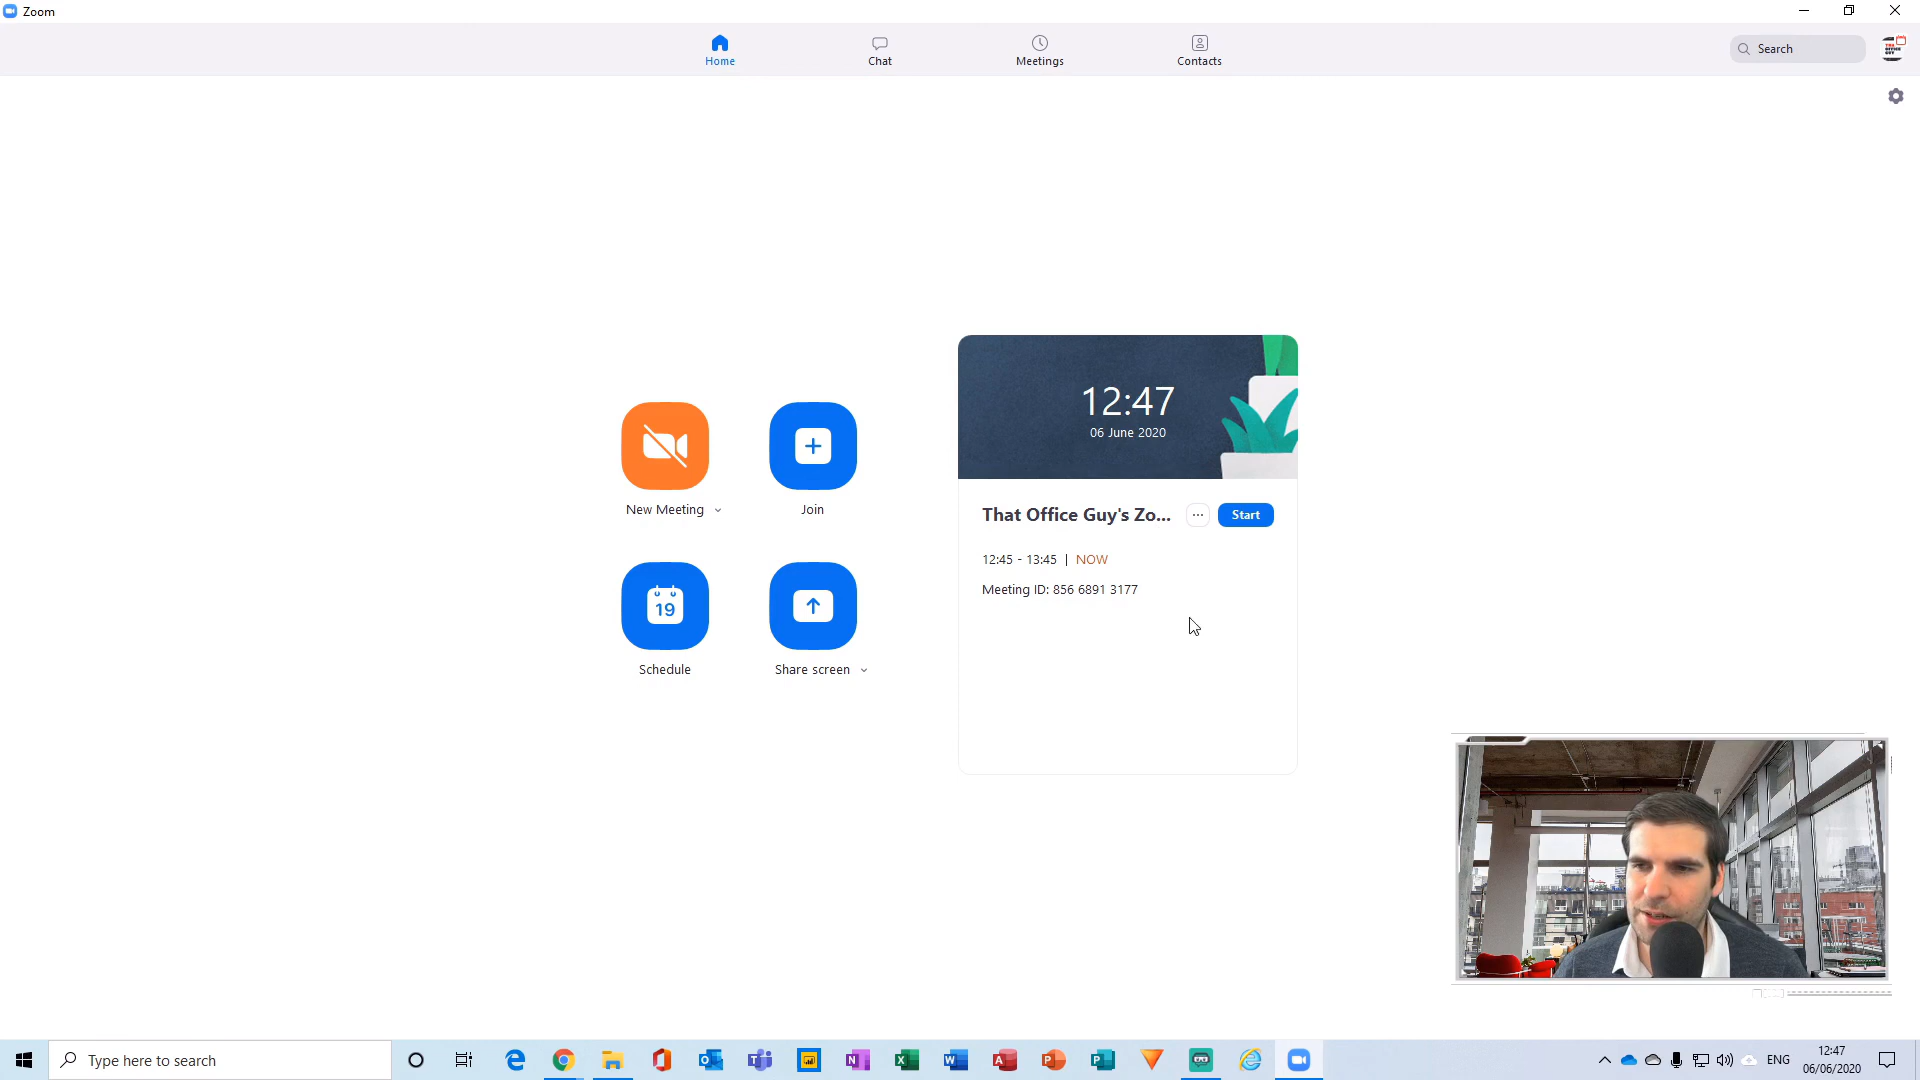 Zoom
Home
Chat
Meetings
Contacts
Search
12:47
06 June 2020
New Meeting
Join
That Office Guy's Zo...
Start
12:45 - 13:45 | NOW
Meeting ID: 856 6891 3177
19
Schedule
Share screen
Type here to search
ENG
12:47
06/06/2020